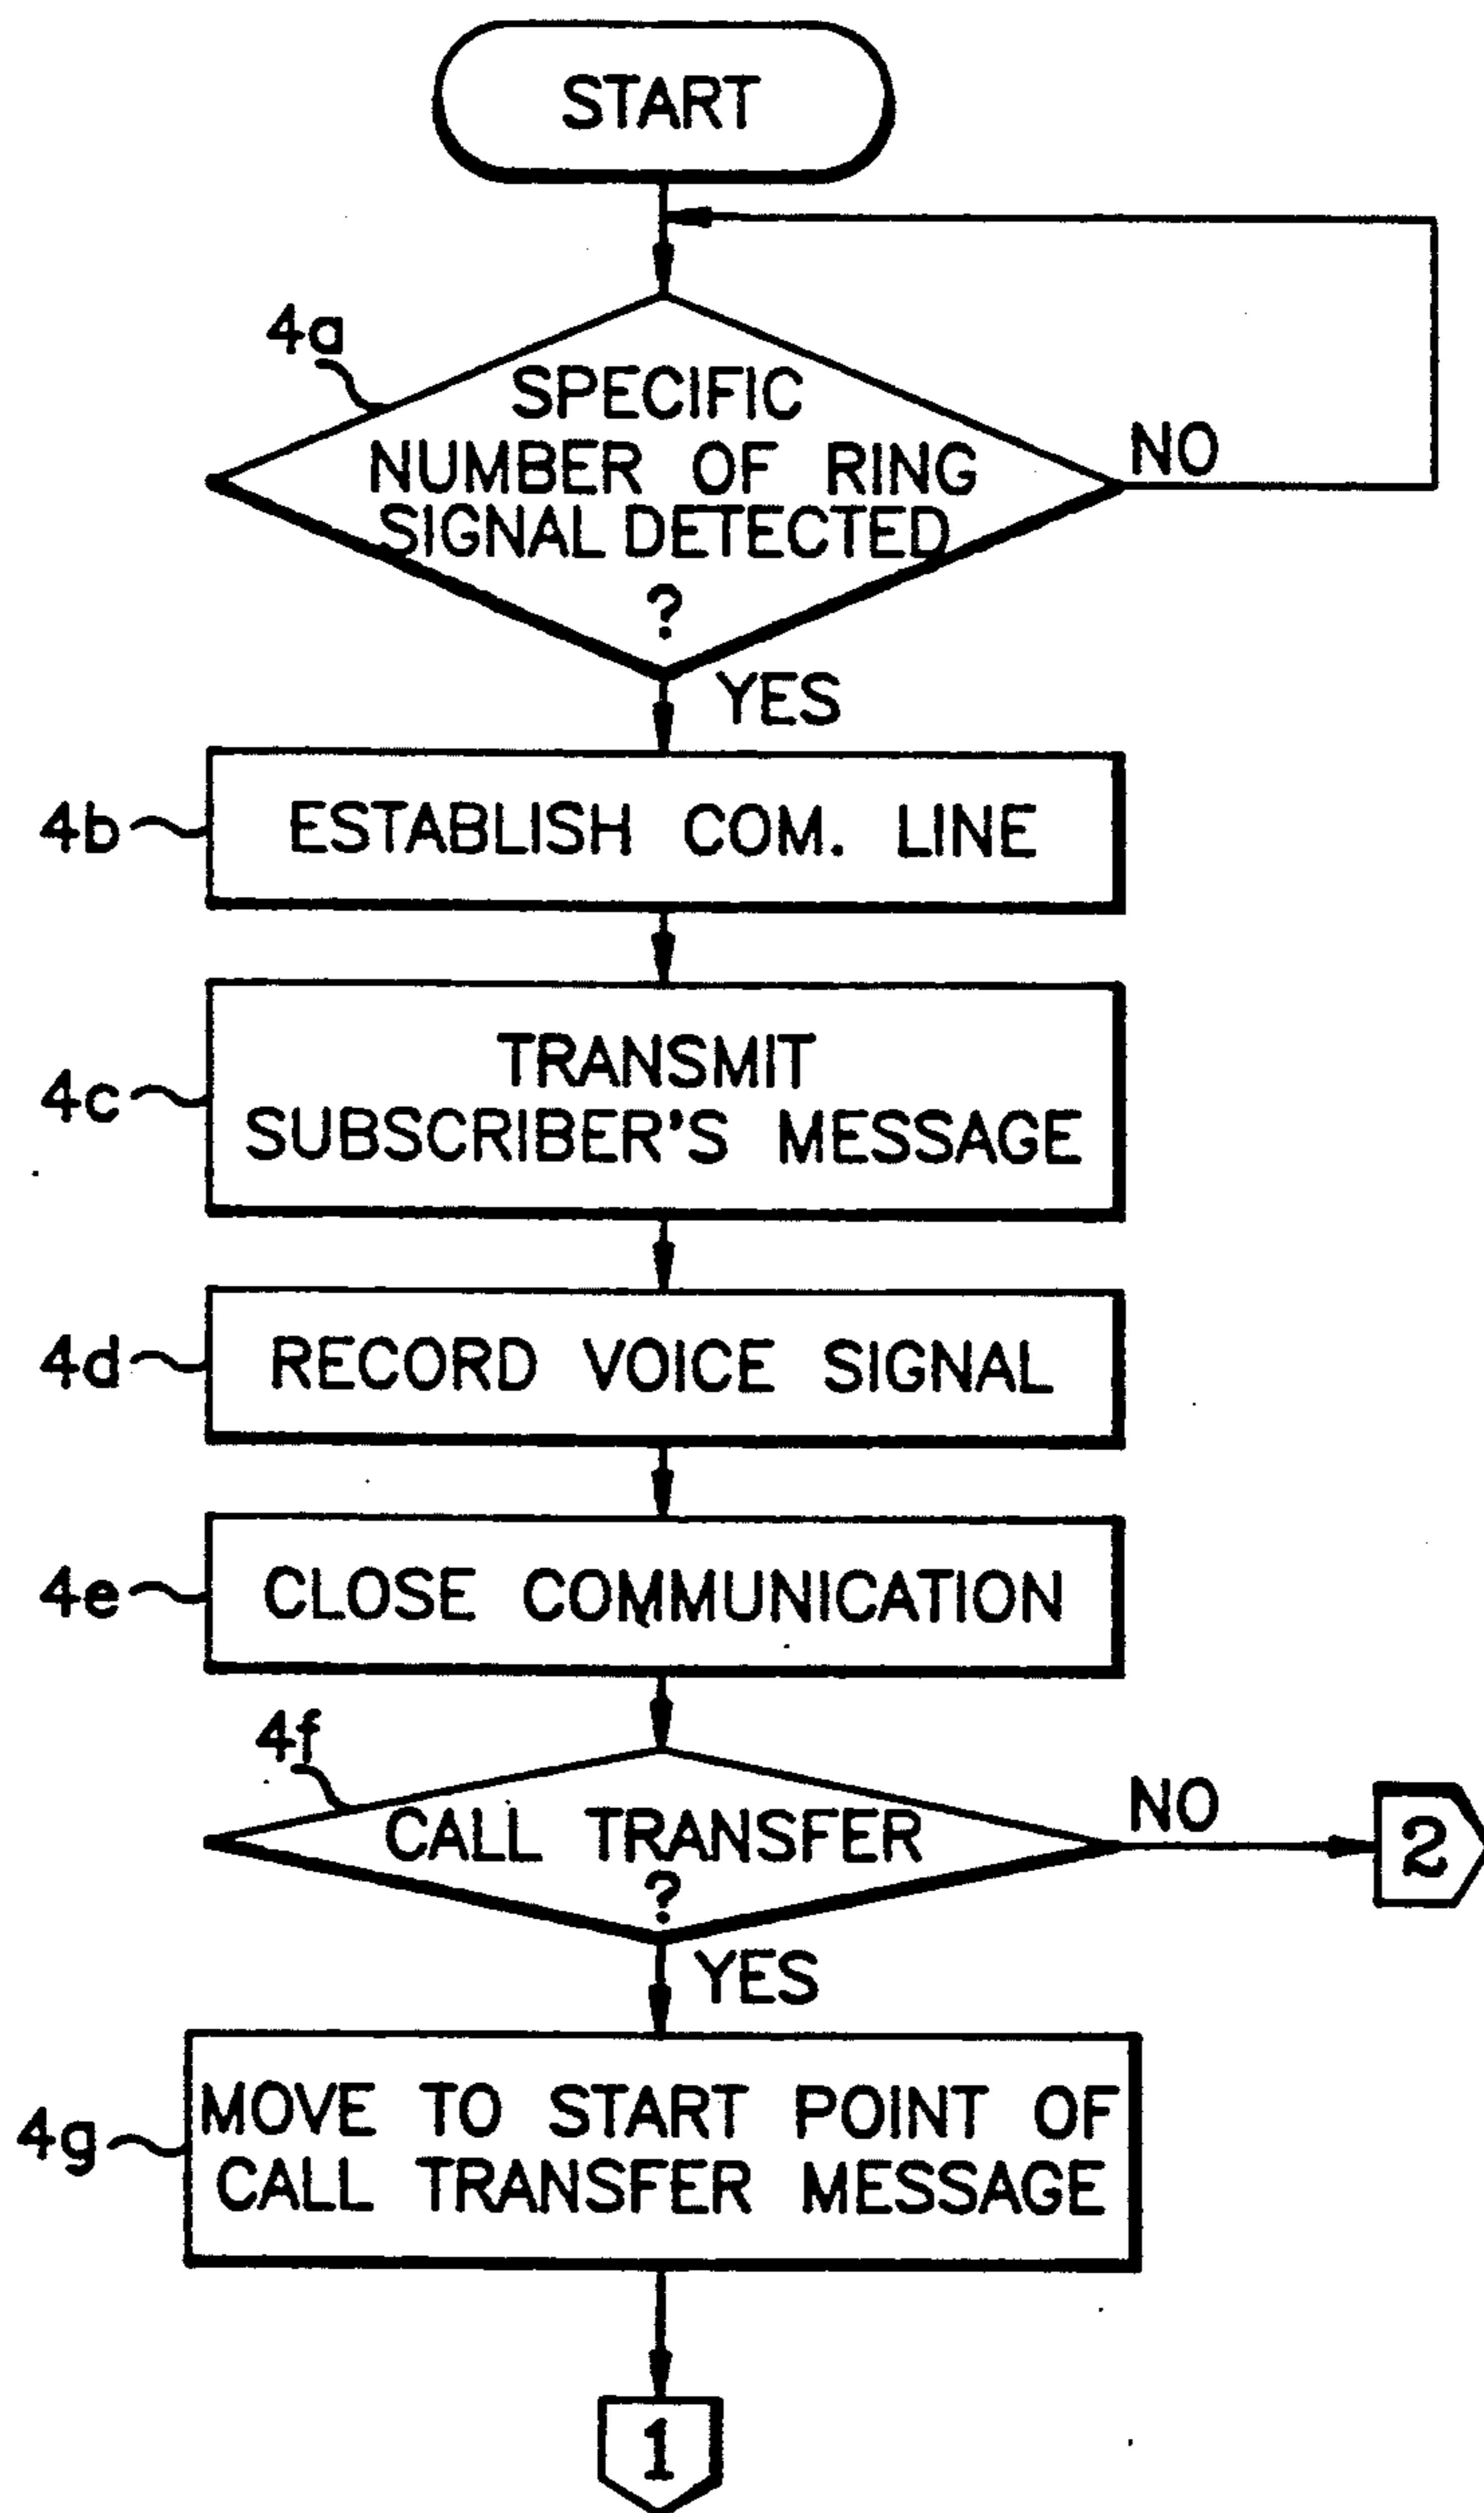 START
4a
SPECIFIC
NUMBER OF RING
SIGNAL DETECTED
?
NO
YES
4b
ESTABLISH COM. LINE
4c
TRANSMIT
SUBSCRIBER'S MESSAGE
4d
RECORD VOICE SIGNAL
4e
CLOSE COMMUNICATION
4f
CALL TRANSFER
?
NO
2
YES
4g
MOVE TO START POINT OF
CALL TRANSFER MESSAGE
1